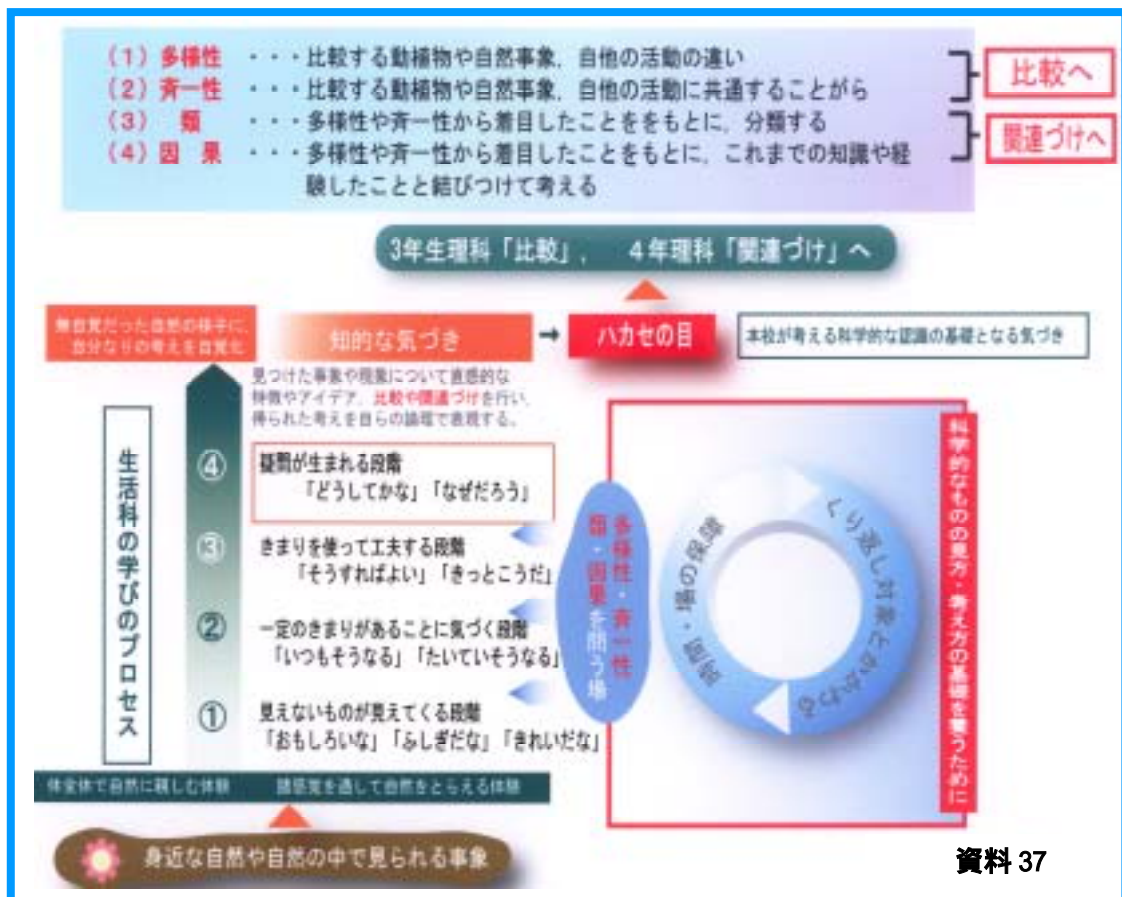 (1)多様性 ・・・比較する動植物や自然事象，自他の活動の違い
(2)斉一性 ・・・比較する動植物や自然事象，自他の活動に共通することがら
比較へ
(3) 類 ・・・多様性や斉一性から着目したことををもとに，分類する
(4)因 果 ・・・多様性や斉一性から着目したことをもとに，これまでの知識や経
験したことと結びつけて考える
関連づけへ
3年生理科「比較」， 4年理科「関連づけ」へ
無自覚だった自然の様子に，
自分なりの考えを自覚化
知的な気づき
→
ハカセの目
本校が考える科学的な認識の基礎となる気づき
見つけた事象や現象について直感的な
特徴やアイデア，比較や関連づけを行い，
得られた考えを自らの論理で表現する。
生活科の学びのプロセス
④
疑問が生まれる段階
「どうしてかな」「なぜだろう」
③
きまりを使って工夫する段階
「そうすればよい」「きっとこうだ」
②
一定のきまりがあることに気づく段階
「いつもそうなる」「たいていそうなる」
①
見えないものが見えてくる段階
「おもしろいな」「ふしぎだな」「きれいだな」
多様性・斉一性
類・因果を問う場
時間・場の保障
くり返し対象とかかわる
科学的なものの見方・考え方の基礎を養うために
体全体で自然に親しむ体験 諸感覚を通して自然をとらえる体験
身近な自然や自然の中で見られる事象
資料 37